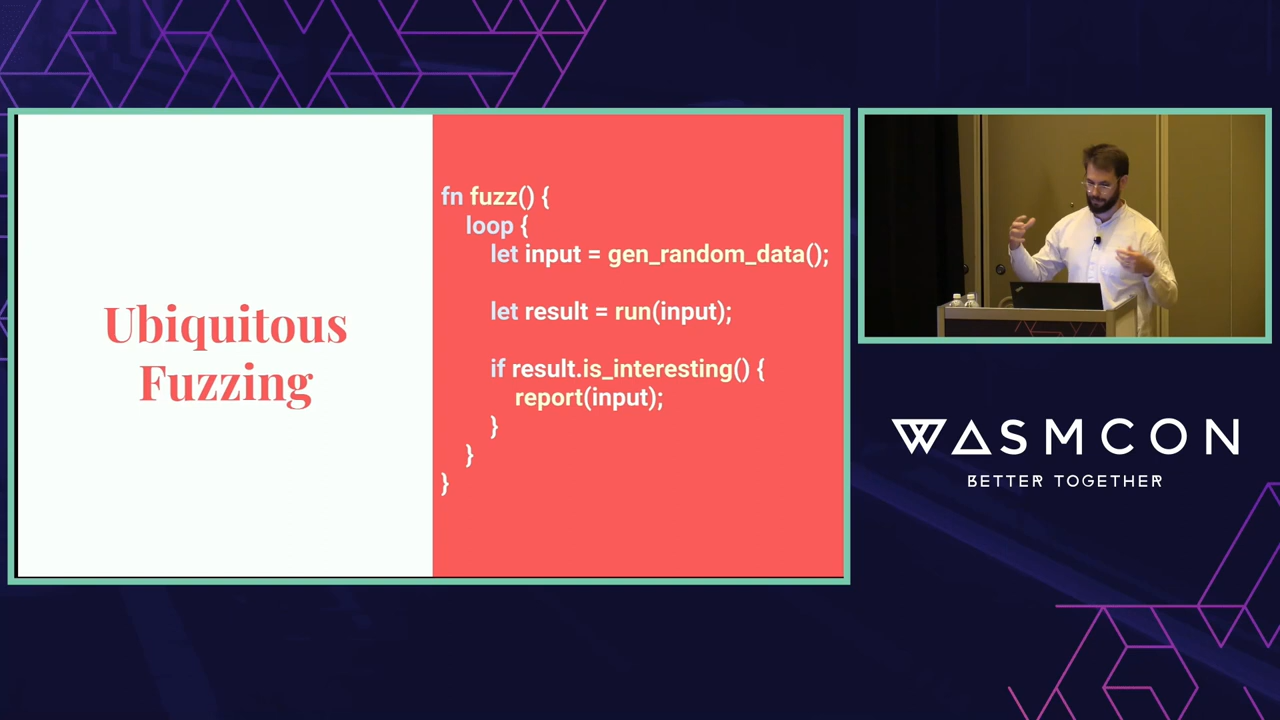 Ubiquitous
Fuzzing
fn fuzz() {
loop {
let input = gen_random_data();
let result = run(input);
if result.is_interesting() {
report(input);
}
}
}
WASMCON
BETTER TOGETHER